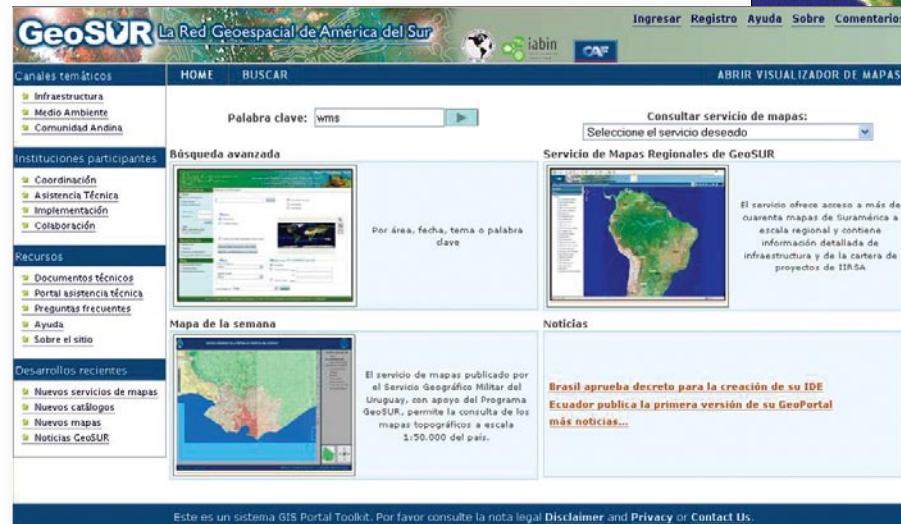 GeoSUR La Red Geoespacial de América del Sur
iabin
CAF
Ingresar Registro Ayuda Sobre Comentarios
Canales temáticos
Infraestructura
Medio Ambiente
Comunidad Andina
Instituciones participantes
Coordinación
Asistencia Técnica
Implementación
Colaboración
Recursos
Documentos técnicos
Portal asistencia técnica
Preguntas frecuentes
Ayuda
Sobre el sitio
Desarrollos recientes
Nuevos servicios de mapas
Nuevos catálogos
Nuevos mapas
Noticias GeoSUR
HOME BUSCAR
ABRIR VISUALIZADOR DE MAPAS
Palabra clave: wms
Consultar servicio de mapas:
Seleccione el servicio deseado
Búsqueda avanzada
Por área, fecha, tema o palabra
clave
Servicio de Mapas Regionales de GeoSUR
El servicio ofrece acceso a más de
cuarenta mapas de Suramérica a
escala regional y contiene
información detallada de
infraestructura y de la cartera de
proyectos de IIRSA
Mapa de la semana
El servicio de mapas publicado por
el Servicio Geográfico Militar del
Uruguay, con apoyo del Programa
GeoSUR, permite la consulta de los
mapas topográficos a escala
1:50.000 del país.
Noticias
Brasil aprueba decreto para la creación de su IDE
Ecuador publica la primera versión de su GeoPortal
más noticias...
Este es un sistema GIS Portal Toolkit. Por favor consulte la nota legal Disclaimer and Privacy or Contact Us.